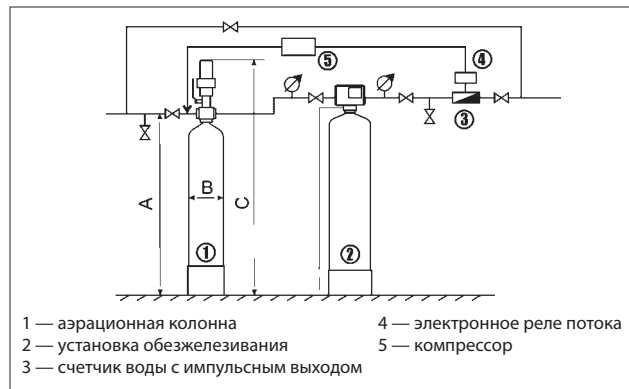 5
4
3
A
B
C
1
2
1 — аэрационная колонна
2 — установка обезжелезивания
3 — счетчик воды с импульсным выходом
4 — электронное реле потока
5 — компрессор